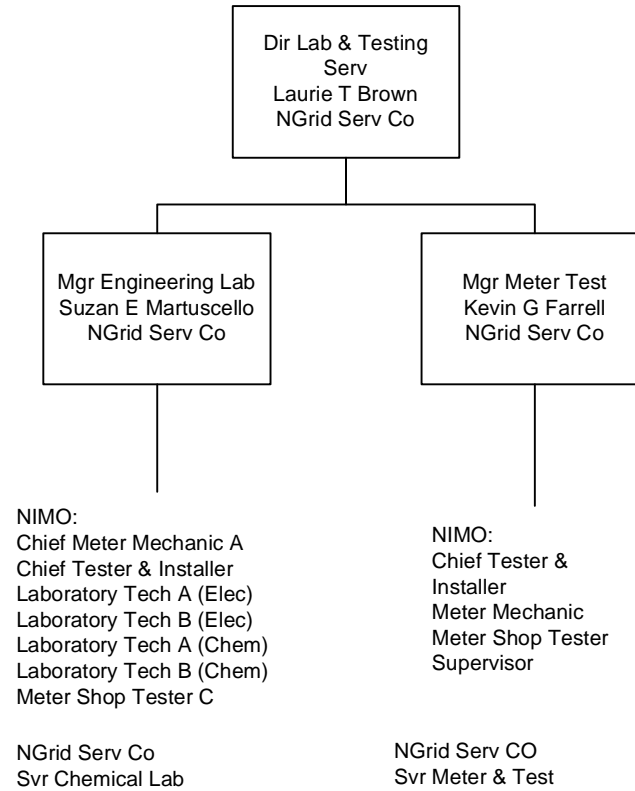 Dir Lab & Testing
Serv
Laurie T Brown
NGrid Serv Co
Mgr Engineering Lab
Suzan E Martuscello
NGrid Serv Co
Mgr Meter Test
Kevin G Farrell
NGrid Serv Co
NIMO:
Chief Meter Mechanic A
Chief Tester & Installer
Laboratory Tech A (Elec)
Laboratory Tech B (Elec)
Laboratory Tech A (Chem)
Laboratory Tech B (Chem)
Meter Shop Tester C
NGrid Serv Co
Svr Chemical Lab
NIMO:
Chief Tester &
Installer
Meter Mechanic
Meter Shop Tester
Supervisor
NGrid Serv CO
Svr Meter & Test